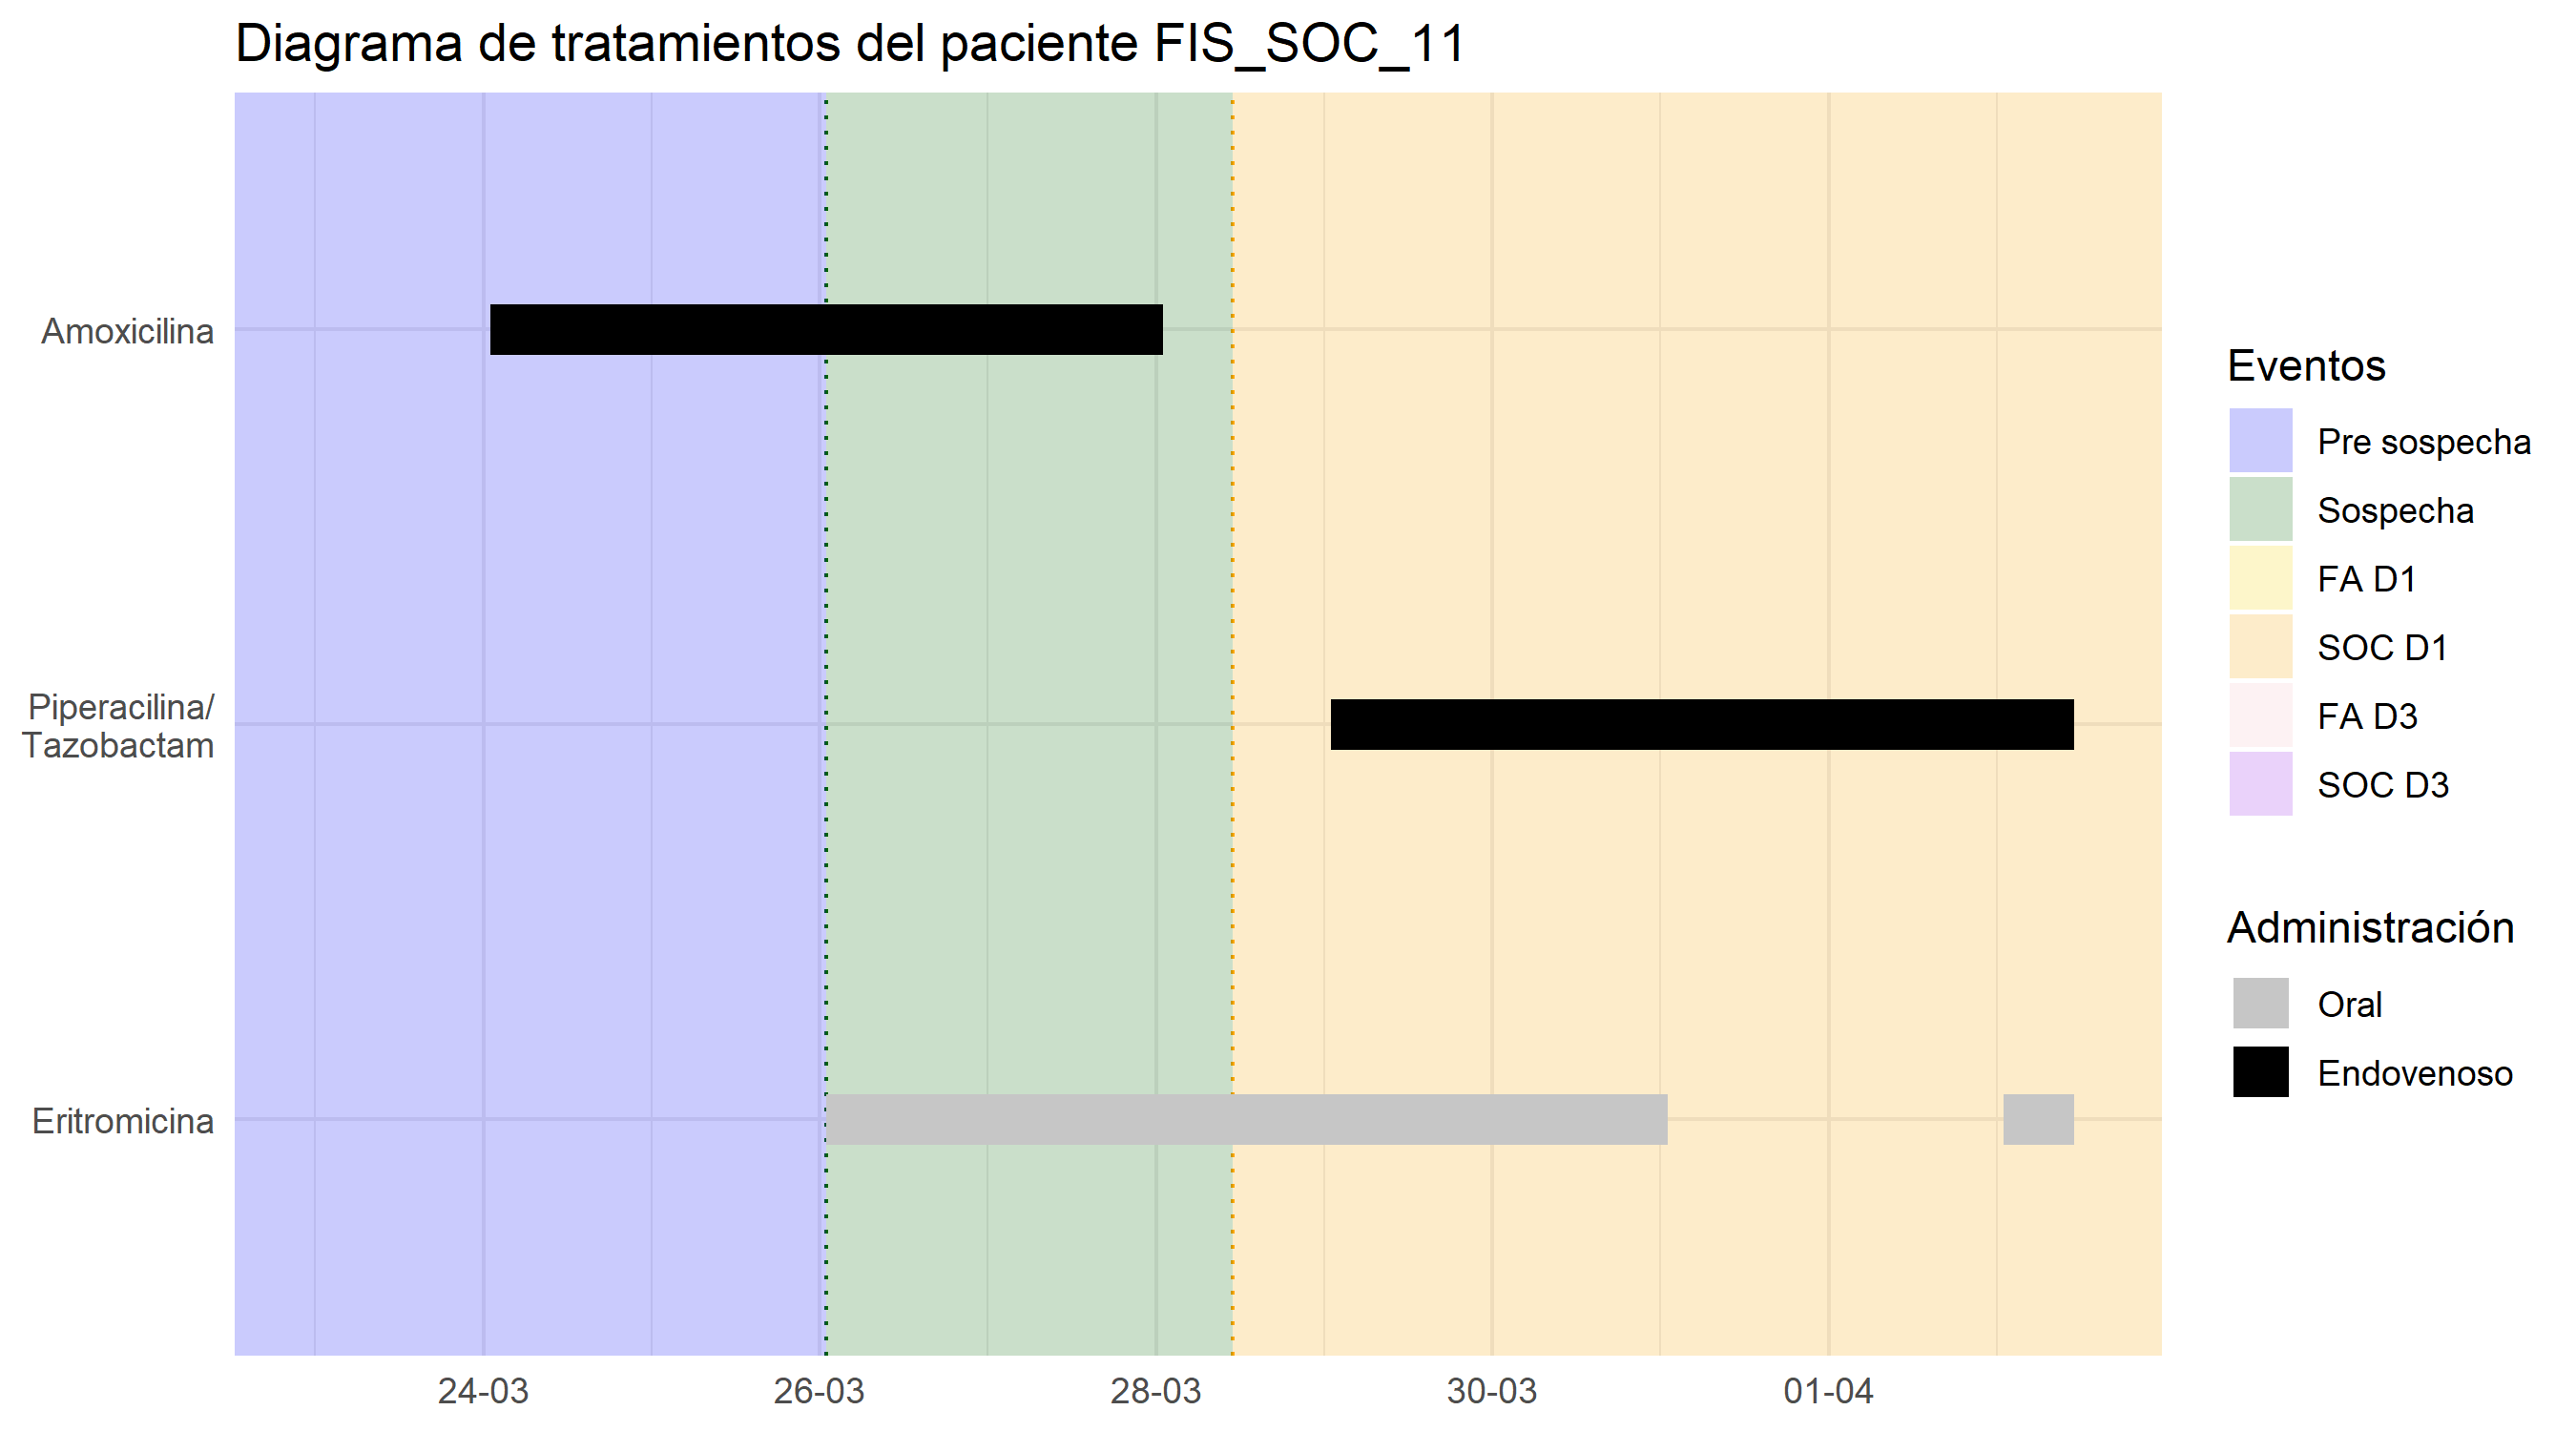 Diagrama de tratamientos del paciente FIS_SOC_11
Amoxicilina
Piperacilina/
Tazobactam
Eritromicina
24-03
26-03
28-03
30-03
01-04
Eventos
Pre sospecha
Sospecha
FA D1
SOC D1
FA D3
SOC D3
Administración
Oral
Endovenoso